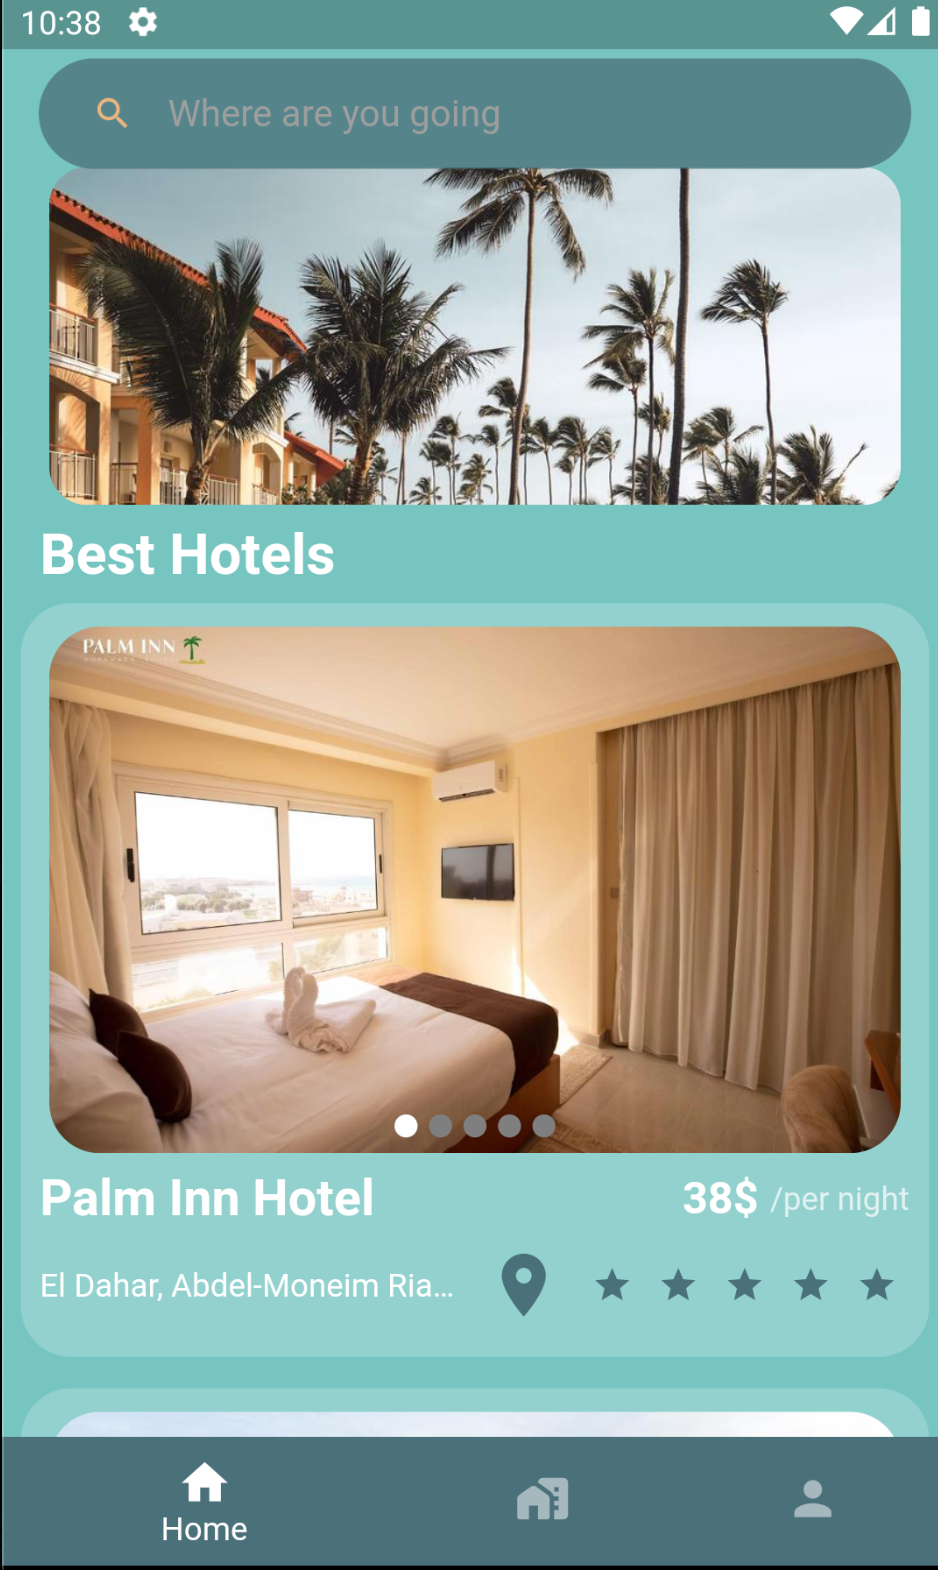 10:38
Where are you going
Best Hotels
PALM INN
Palm Inn Hotel
38$ /per night
El Dahar, Abdel-Moneim Ria...
Home